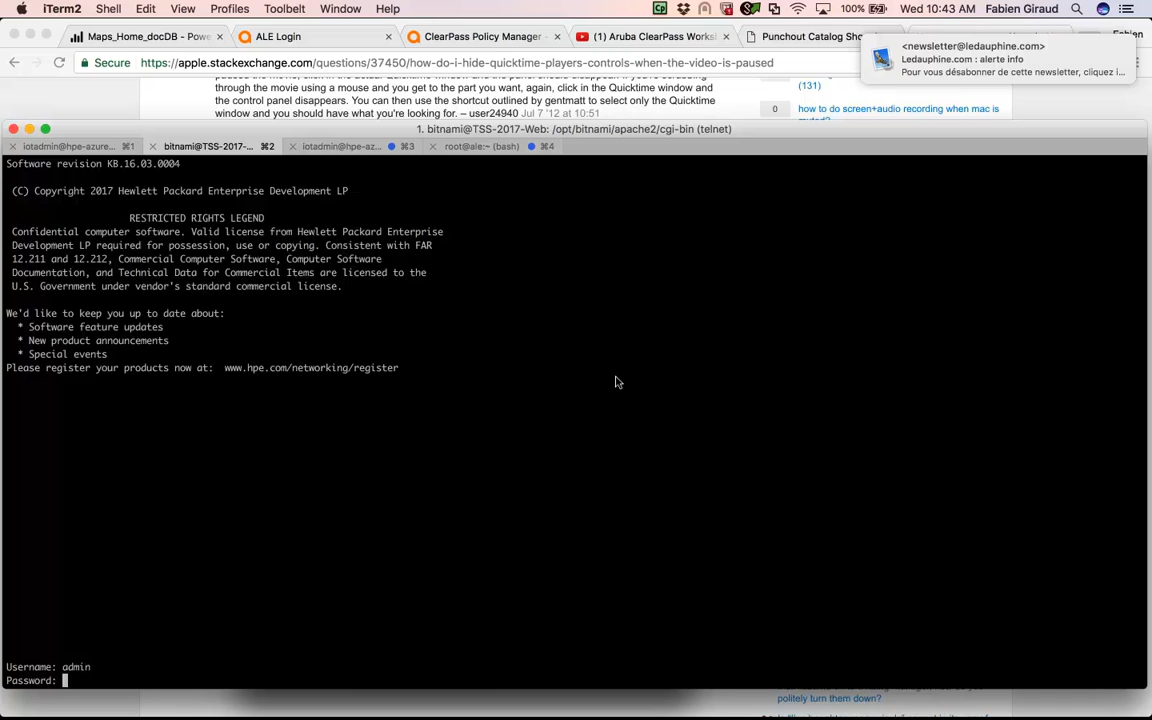 iTerm2 Shell Edit View Profiles Toolbelt Window Help 100% Wed 10:43 AM Fabien Giraud
Maps_Home_docDB - Powe
ALE Login
ClearPass Policy Manager -
(1) Aruba ClearPass Works
Punchout Catalog Sho
Fabien
Secure https://apple.stackexchange.com/questions/37450/how-do-i-hide-quicktime-players-controls-when-the-video-is-paused
<newsletter@ledauphine.com>
Ledauphine.com : alerte info
Pour vous désabonner de cette newsletter, cliquez i...
through the movie using a mouse and you get to the part you want, again, click in the Quicktime window and
the control panel disappears. You can then use the shortcut outlined by gentmatt to select only the Quicktime
window and you should have what you're looking for. – user24940 Jul 7 '12 at 10:51
(131)
0 how to do screen+audio recording when mac is
1. bitnami@TSS-2017-Web: /opt/bitnami/apache2/cgi-bin (telnet)
iotadmin@hpe-azure... ⌘1
bitnami@TSS-2017-... ⌘2
iotadmin@hpe-az... ⌘3
root@ale:~ (bash) ⌘4
Software revision KB.16.03.0004
(C) Copyright 2017 Hewlett Packard Enterprise Development LP
RESTRICTED RIGHTS LEGEND
Confidential computer software. Valid license from Hewlett Packard Enterprise
Development LP required for possession, use or copying. Consistent with FAR
12.211 and 12.212, Commercial Computer Software, Computer Software
Documentation, and Technical Data for Commercial Items are licensed to the
U.S. Government under vendor's standard commercial license.
We'd like to keep you up to date about:
* Software feature updates
* New product announcements
* Special events
Please register your products now at: www.hpe.com/networking/register
Username: admin
Password:
politely turn them down?